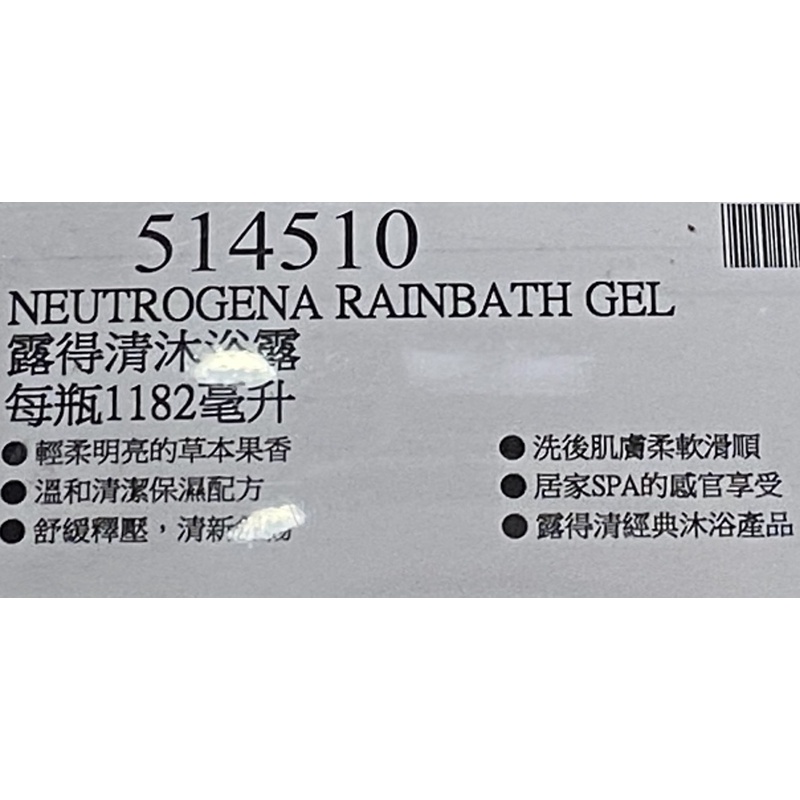 514510
NEUTROGENA RAINBATH GEL
露得清沐浴露
每瓶1182毫升
●輕柔明亮的草本果香
●溫和清潔保濕配方
●舒緩釋壓，清新
●洗後肌膚柔軟滑順
●居家SPA的感官享受
●露得清經典沐浴產品